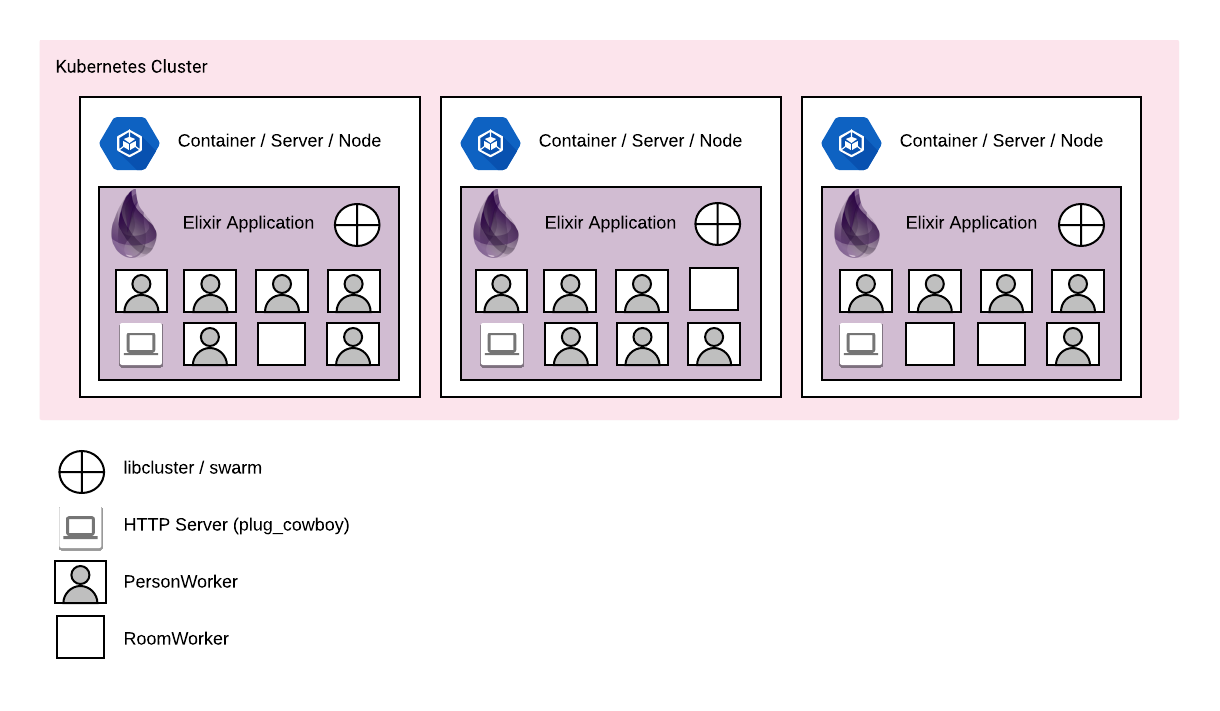 Kubernetes Cluster
Container / Server / Node
Container / Server / Node
Container / Server / Node
Elixir Application
Elixir Application
Elixir Application
libcluster / swarm
HTTP Server (plug_cowboy)
PersonWorker
RoomWorker